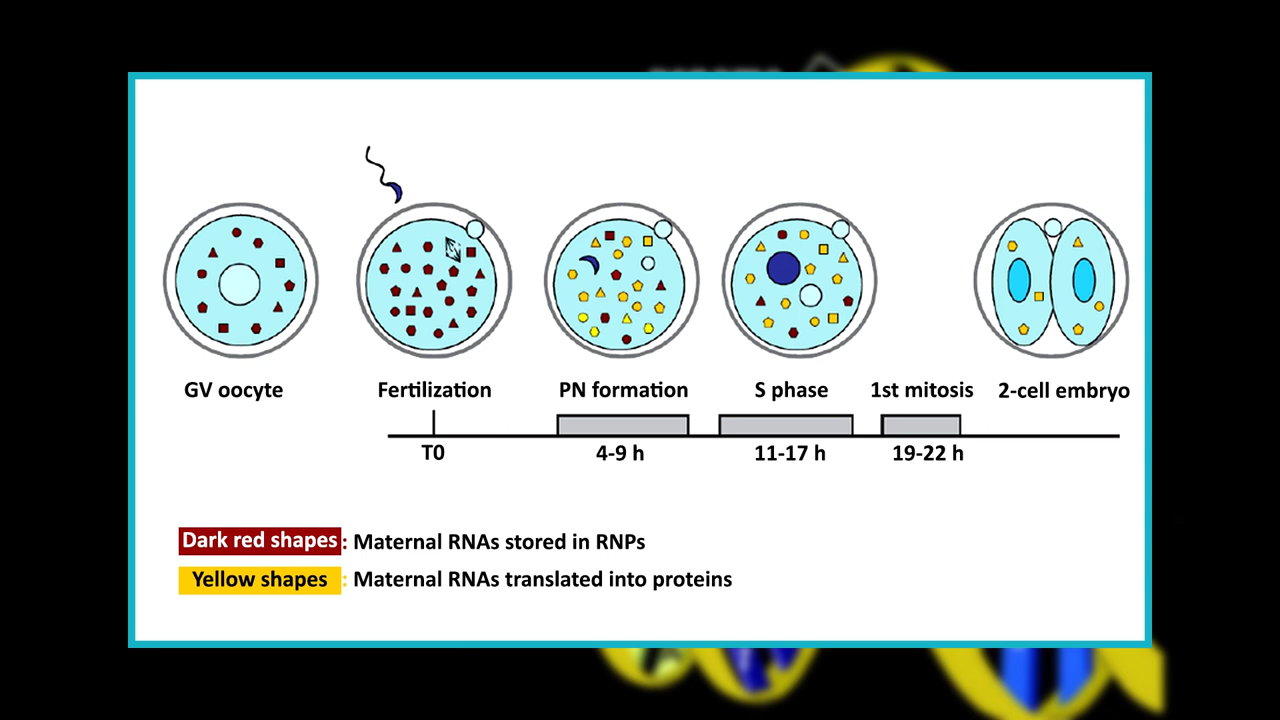 GV oocyte
Fertilization
PN formation
S phase
1st mitosis
2-cell embryo
T0
4-9 h
11-17 h
19-22 h
Dark red shapes: Maternal RNAs stored in RNPs
Yellow shapes: Maternal RNAs translated into proteins